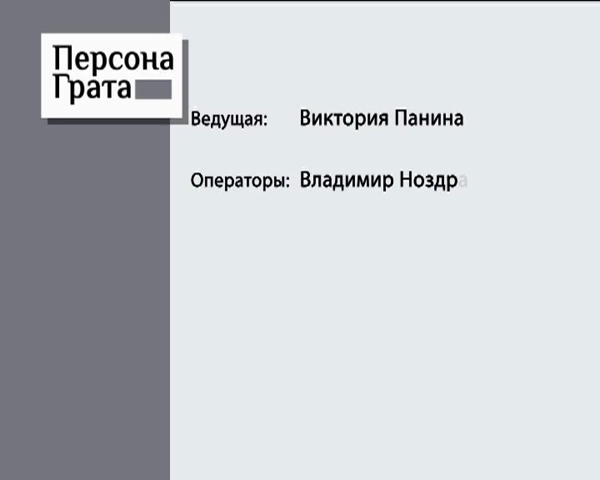 Персона
Грата
Ведущая: Виктория Панина
Операторы: Владимир Ноздра